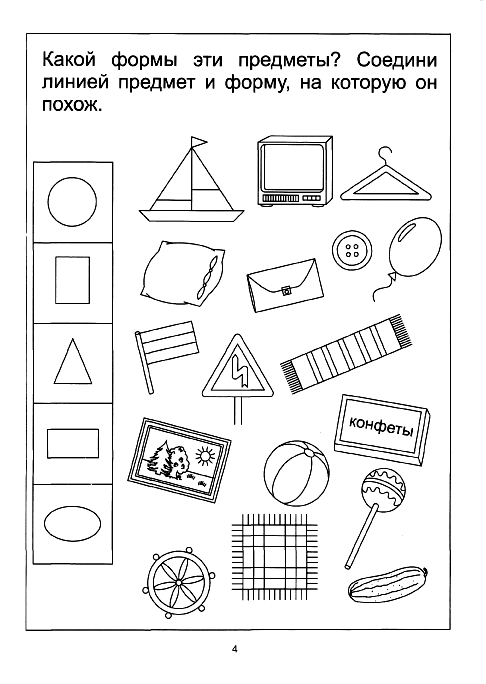 Какой формы эти предметы? Соедини
линией предмет и форму, на которую он
похож.
конфеты
4